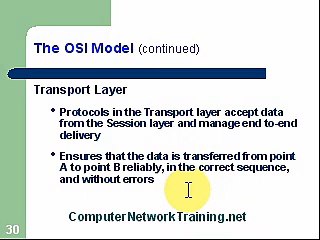 The OSI Model (continued)
Transport Layer
• Protocols in the Transport layer accept data
from the Session layer and manage end-to-end
delivery
• Ensures that the data is transferred from point
A to point B reliably, in the correct sequence,
and without errors
ComputerNetworkTraining.net
30